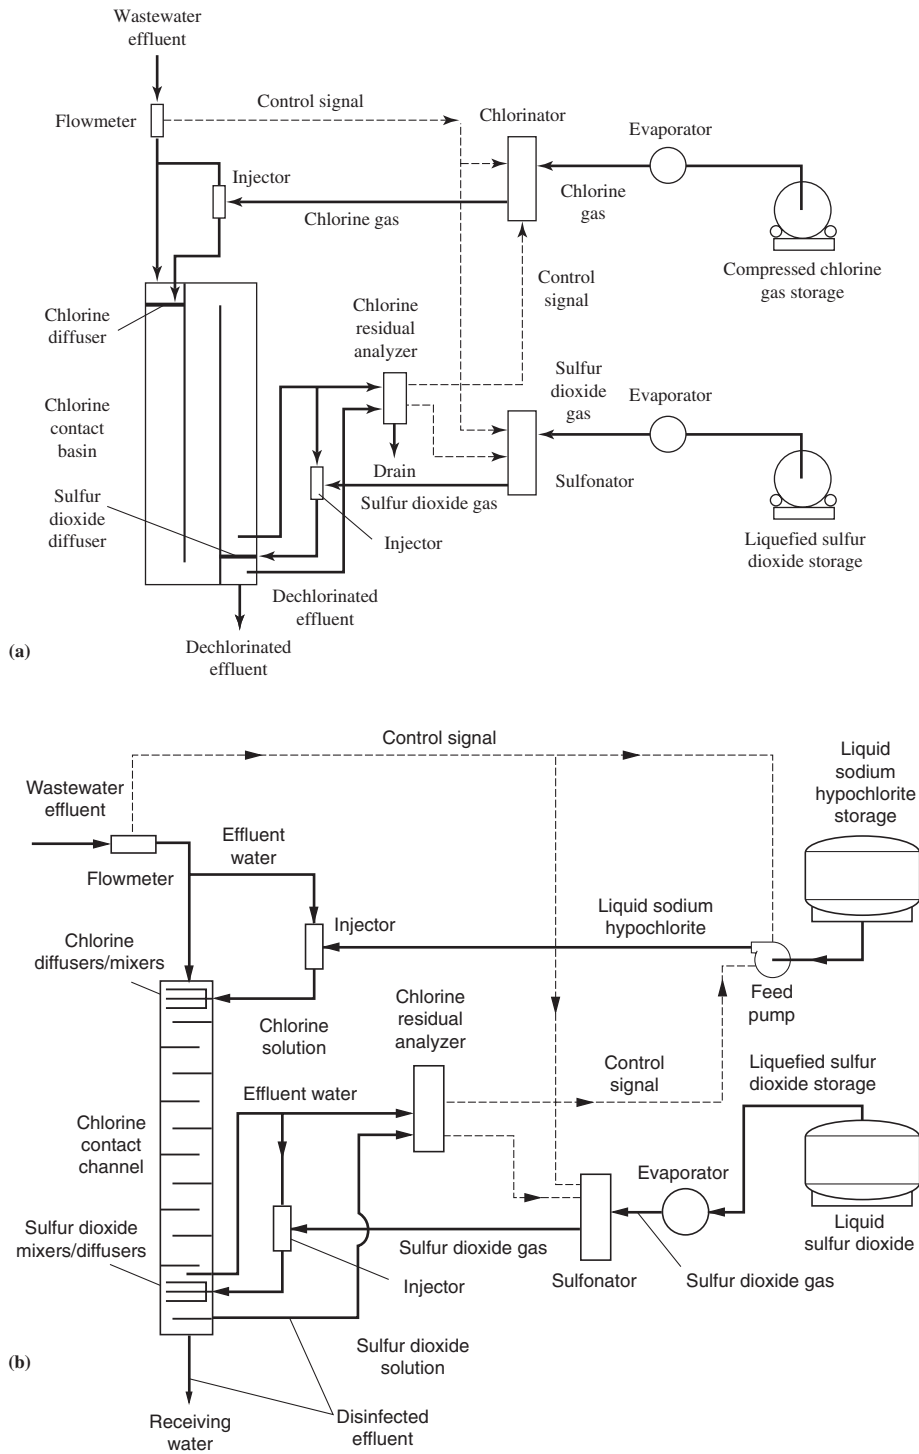 Wastewater
effluent
Control signal
Flowmeter
Chlorinator
Evaporator
Injector
Chlorine gas
Chlorine
gas
Compressed chlorine
gas storage
Control
signal
Chlorine
diffuser
Chlorine
residual
analyzer
Sulfur
dioxide
gas
Evaporator
Chlorine
contact
basin
Drain
Sulfonator
Sulfur
dioxide
diffuser
Sulfur dioxide gas
Injector
Liquefied sulfur
dioxide storage
Dechlorinated
effluent
Dechlorinated
effluent
(a)
Control signal
Liquid
sodium
hypochlorite
storage
Wastewater
effluent
Effluent
water
Flowmeter
Liquid sodium
hypochlorite
Injector
Chlorine
diffusers/mixers
Feed
pump
Chlorine
solution
Chlorine
residual
analyzer
Control
signal
Liquefied sulfur
dioxide storage
Effluent water
Chlorine
contact
channel
Evaporator
Sulfur dioxide
mixers/diffusers
Sulfur dioxide gas
Liquid
sulfur dioxide
Sulfonator
Sulfur dioxide gas
Injector
Sulfur dioxide
solution
(b)
Receiving
water
Disinfected
effluent